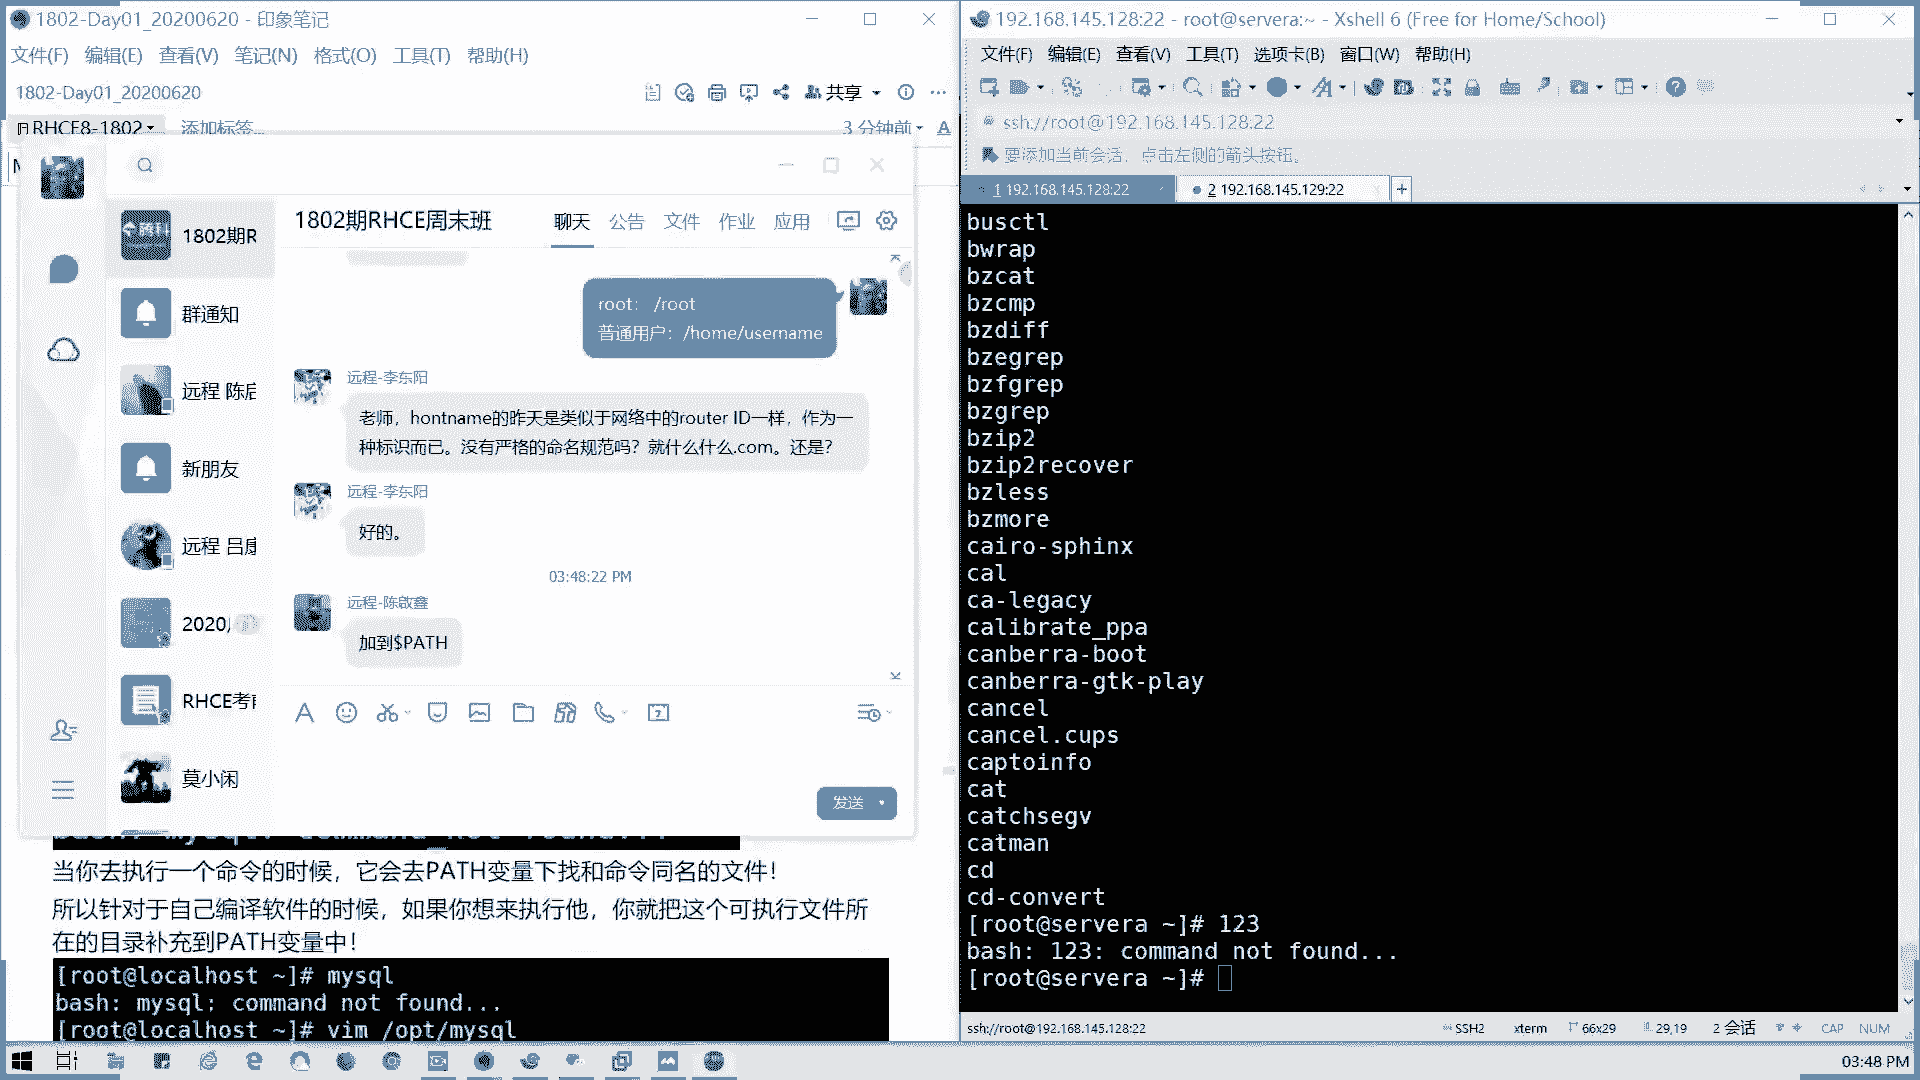 1802-Day01_20200620 - 印象笔记
文件(F) 编辑(E) 查看(V) 笔记(N) 格式(O) 工具(T) 帮助(H)
1802-Day01_20200620
共享
RHCE8-1802
添加标签...
3 分钟前
1802期R
群通知
远程 陈启
新朋友
远程 吕康
2020
RHCE考前
莫小闲
1802期RHCE周末班
聊天 公告 文件 作业 应用
root: /root
普通用户: /home/username
远程-李东阳
老师，hontname的昨天是类似于网络中的router ID一样，作为一
种标识而已。没有严格的命名规范吗？就什么什么.com。还是？
远程-李东阳
好的。
03:48:22 PM
远程-陈啟鑫
加到$PATH
发送
当你去执行一个命令的时候，它会去PATH变量下找和命令同名的文件！
所以针对于自己编译软件的时候，如果你想来执行他，你就把这个可执行文件所
在的目录补充到PATH变量中！
[root@localhost ~]# mysql
bash: mysql: command not found...
[root@localhost ~]# vim /opt/mysql
192.168.145.128:22 - root@servera:~ - Xshell 6 (Free for Home/School)
文件(F) 编辑(E) 查看(V) 工具(T) 选项卡(B) 窗口(W) 帮助(H)
ssh://root@192.168.145.128:22
要添加当前会话，点击左侧的箭头按钮。
1 192.168.145.128:22
2 192.168.145.129:22
busctl
bwrap
bzcat
bzcmp
bzdiff
bzegrep
bzfgrep
bzgrep
bzip2
bzip2recover
bzless
bzmore
cairo-sphinx
cal
ca-legacy
calibrate_ppa
canberra-boot
canberra-gtk-play
cancel
cancel.cups
captoinfo
cat
catchsegv
catman
cd
cd-convert
[root@servera ~]# 123
bash: 123: command not found...
[root@servera ~]#
ssh://root@192.168.145.128:22 SSH2 xterm 66x29 29,19 2 会话 CAP NUM
03:48 PM